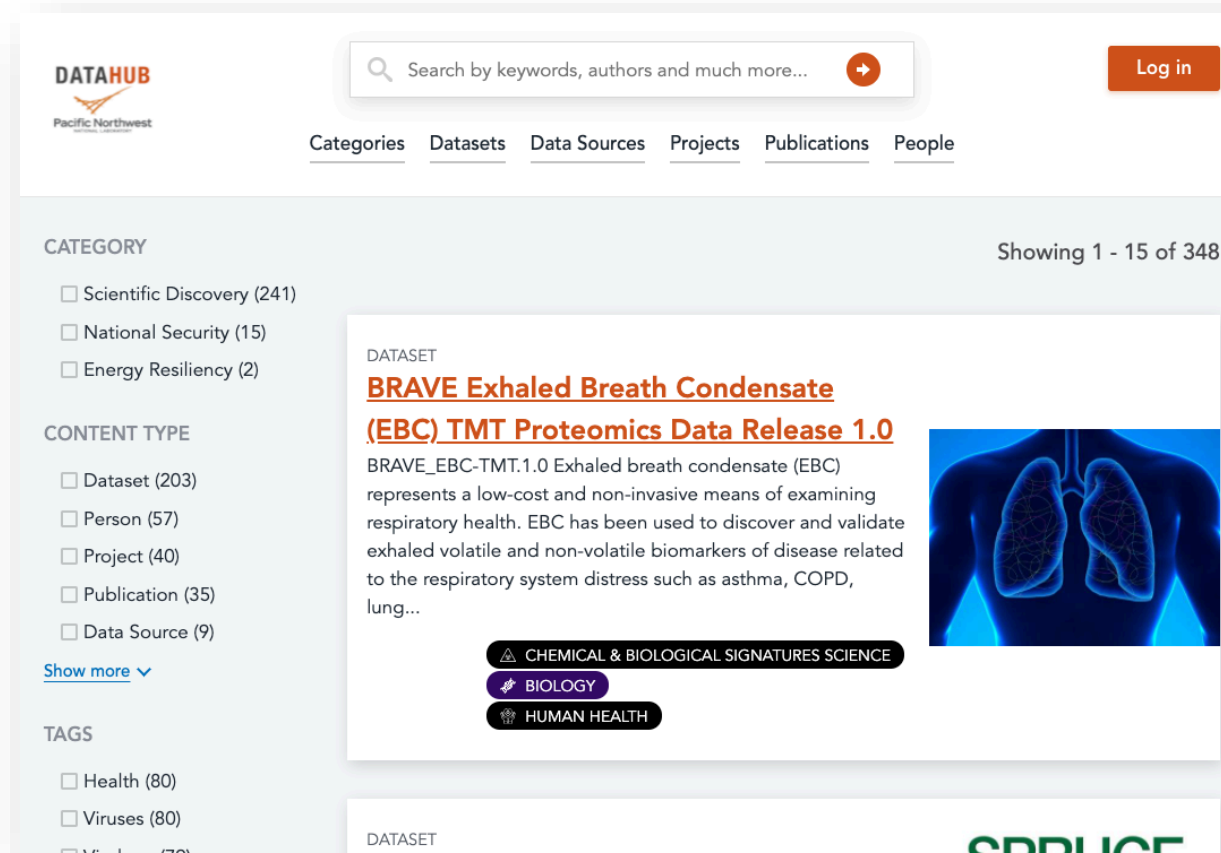 DATAHUB
Pacific Northwest
NATIONAL LABORATORY
Search by keywords, authors and much more...
Log in
Categories Datasets Data Sources Projects Publications People
CATEGORY
Scientific Discovery (241)
National Security (15)
Energy Resiliency (2)
CONTENT TYPE
Dataset (203)
Person (57)
Project (40)
Publication (35)
Data Source (9)
Show more
TAGS
Health (80)
Viruses (80)
Showing 1 - 15 of 348
DATASET
BRAVE Exhaled Breath Condensate
(EBC) TMT Proteomics Data Release 1.0
BRAVE_EBC-TMT.1.0 Exhaled breath condensate (EBC)
represents a low-cost and non-invasive means of examining
respiratory health. EBC has been used to discover and validate
exhaled volatile and non-volatile biomarkers of disease related
to the respiratory system distress such as asthma, COPD,
lung...
CHEMICAL & BIOLOGICAL SIGNATURES SCIENCE
BIOLOGY
HUMAN HEALTH
DATASET
SPRUCE